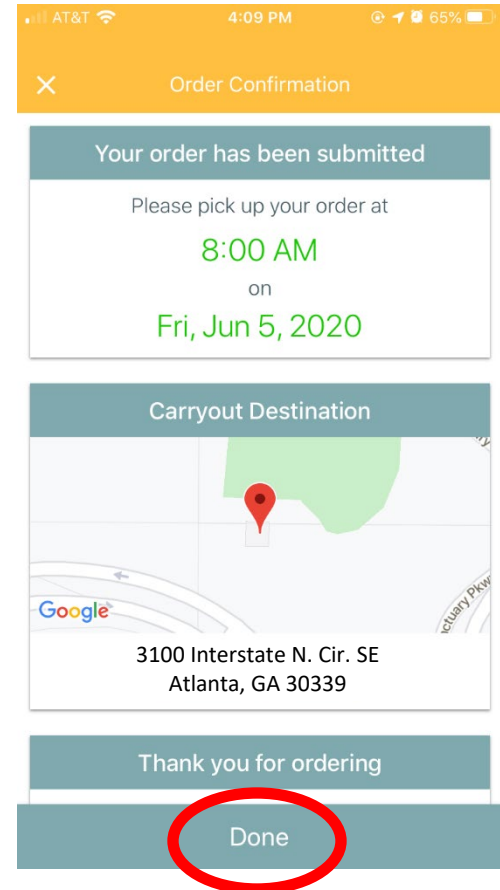 AT&T 4:09 PM 65%
Order Confirmation
Your order has been submitted
Please pick up your order at
8:00 AM
on
Fri, Jun 5, 2020
Carryout Destination
ctuary Pkwy
Google
3100 Interstate N. Cir. SE
Atlanta, GA 30339
Thank you for ordering
Done